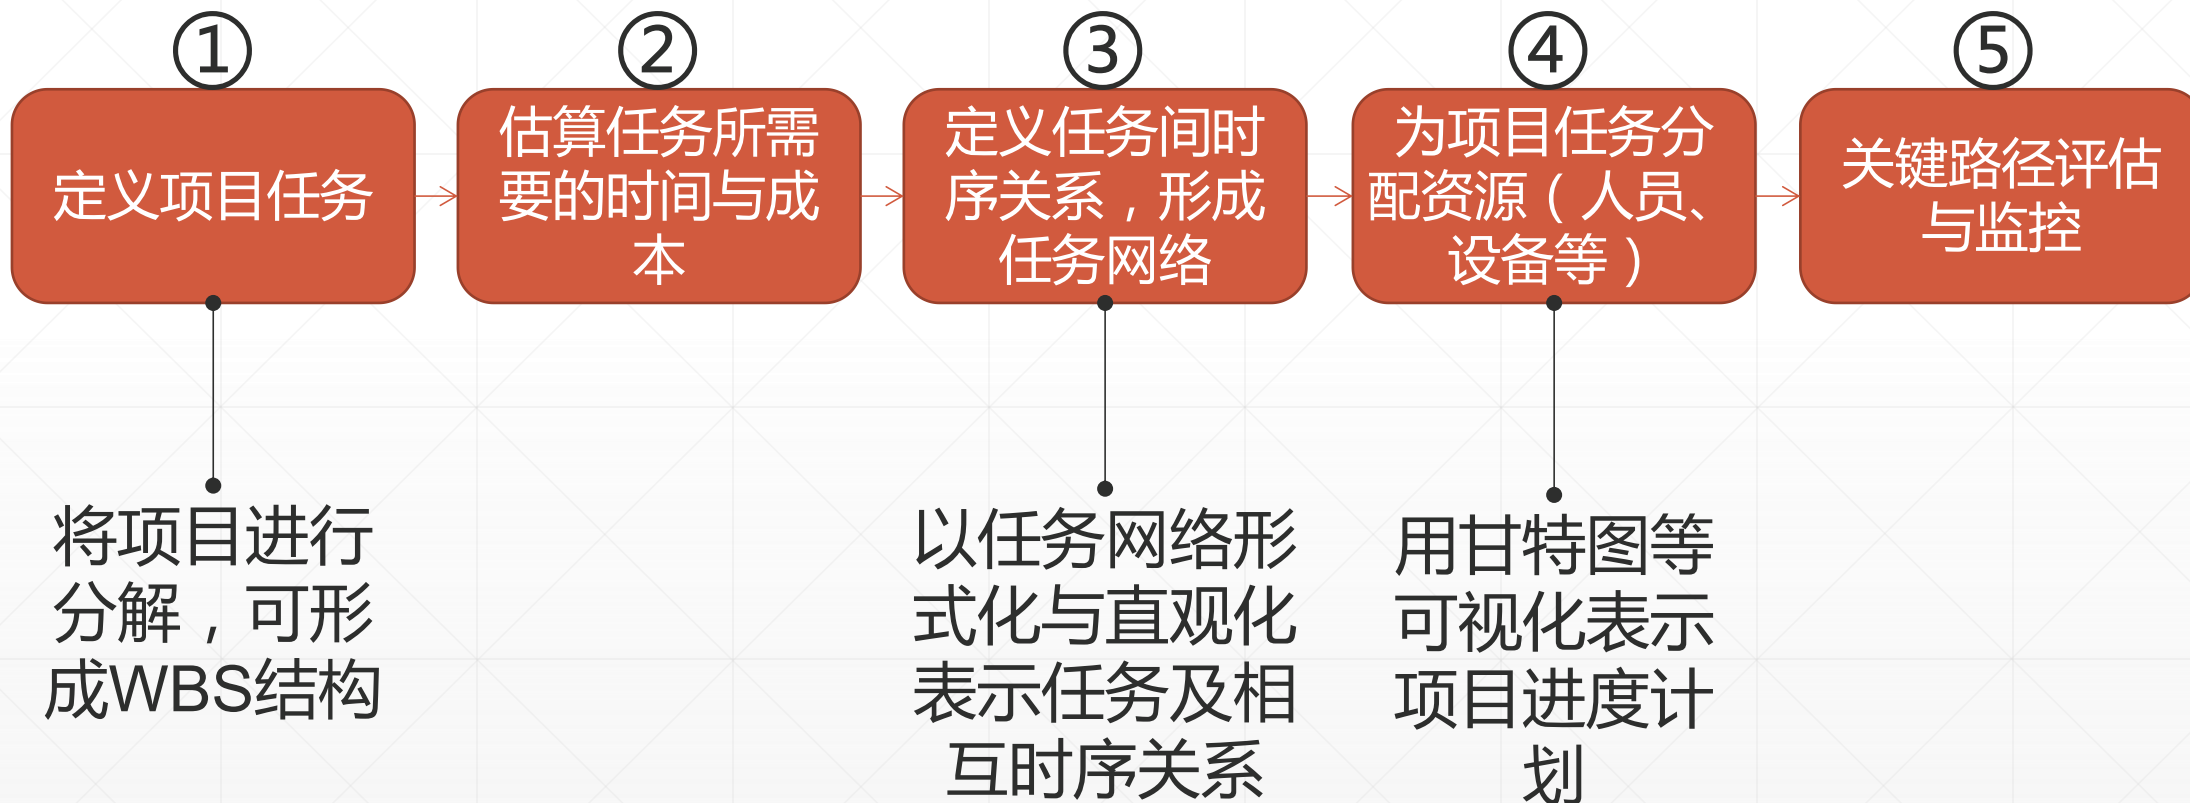 ①
定义项目任务
②
估算任务所需
要的时间与成
本
③
定义任务间时
序关系，形成
任务网络
④
为项目任务分
配资源（人员、
设备等）
⑤
关键路径评估
与监控
将项目进行
分解，可形
成WBS结构
以任务网络形
式化与直观化
表示任务及相
互时序关系
用甘特图等
可视化表示
项目进度计
划